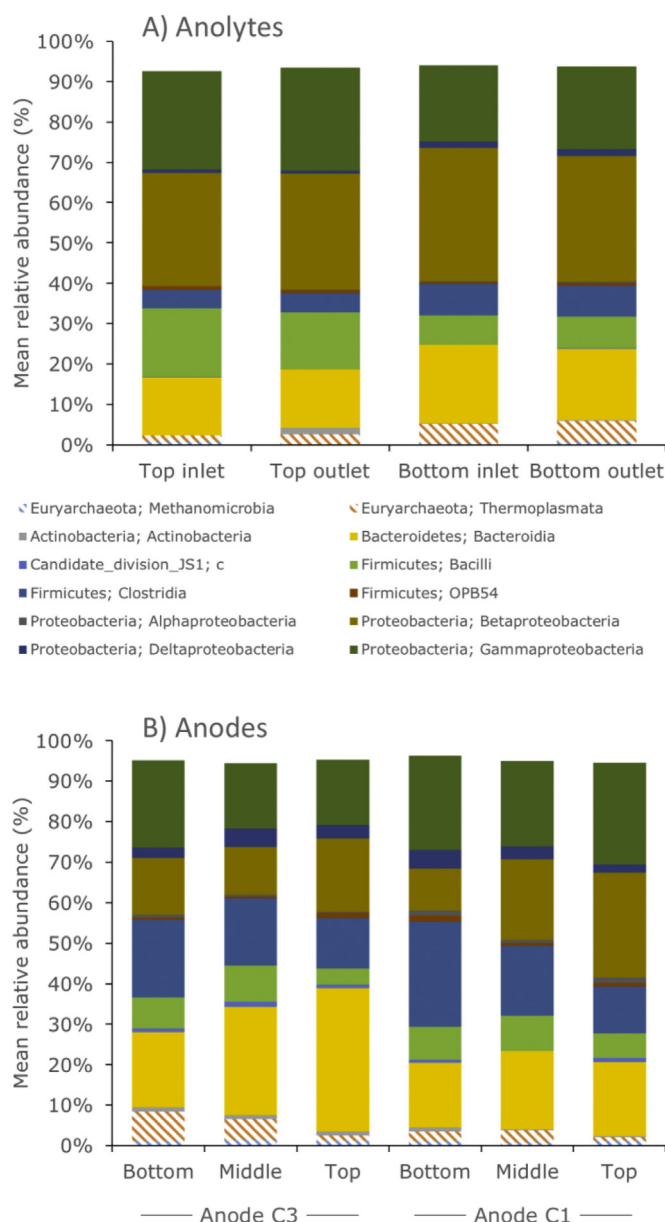 A) Anolytes
Mean relative abundance (%)
100%
90%
80%
70%
60%
50%
40%
30%
20%
10%
0%
Top inlet Top outlet Bottom inlet Bottom outlet
Euryarchaeota; Methanomicrobia Euryarchaeota; Thermoplasmata
Actinobacteria; Actinobacteria Bacteroidetes; Bacteroidia
Candidate_division_JS1; c Firmicutes; Bacilli
Firmicutes; Clostridia Firmicutes; OPB54
Proteobacteria; Alphaproteobacteria Proteobacteria; Betaproteobacteria
Proteobacteria; Deltaproteobacteria Proteobacteria; Gammaproteobacteria
B) Anodes
Mean relative abundance (%)
100%
90%
80%
70%
60%
50%
40%
30%
20%
10%
0%
Bottom Middle Top Bottom Middle Top
Anode C3 Anode C1